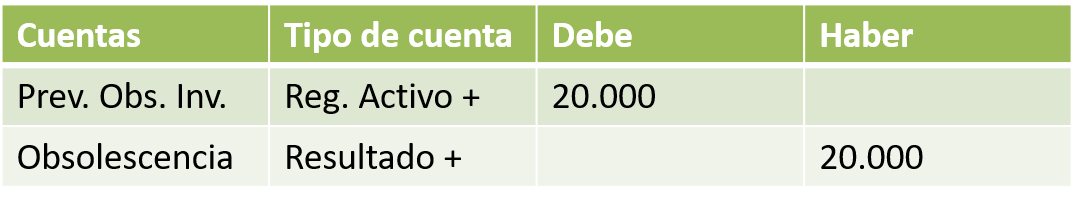 Cuentas Tipo de cuenta Debe Haber
Prev. Obs. Inv. Reg. Activo + 20.000
Obsolescencia Resultado + 20.000